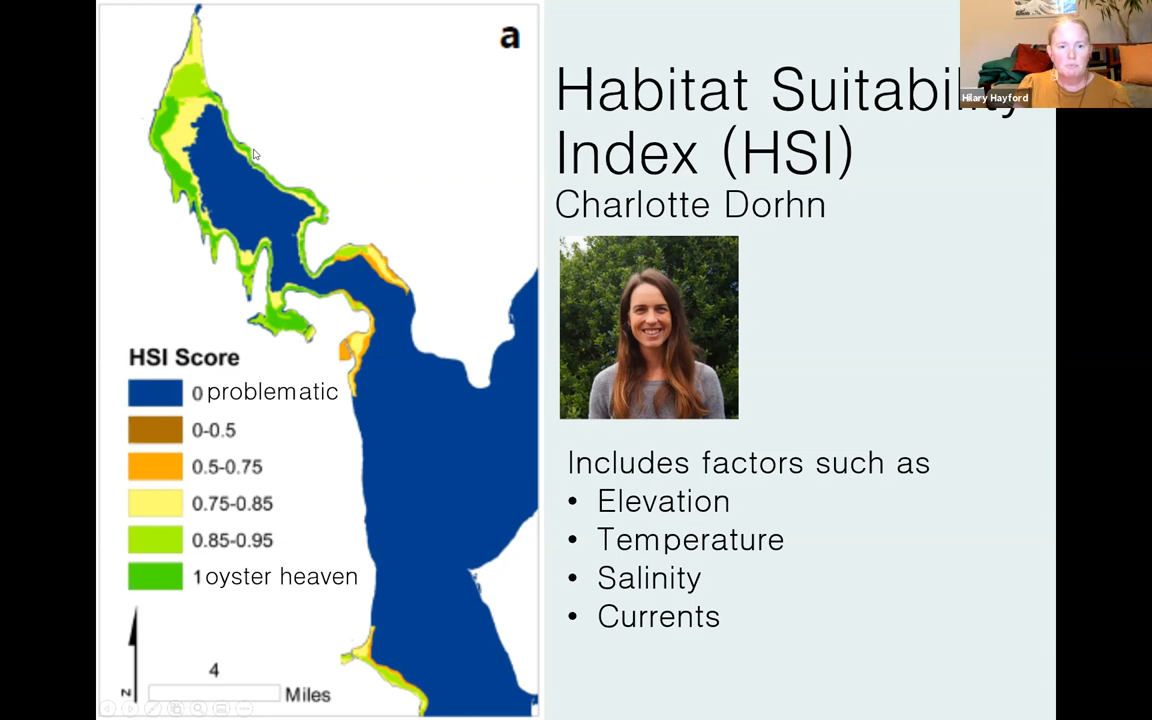 a
Habitat Suitability
Index (HSI)
Charlotte Dorhn
Hilary Hayford
HSI Score
0 problematic
0-0.5
0.5-0.75
0.75-0.85
0.85-0.95
1 oyster heaven
4
Miles
N
Includes factors such as
• Elevation
• Temperature
• Salinity
• Currents